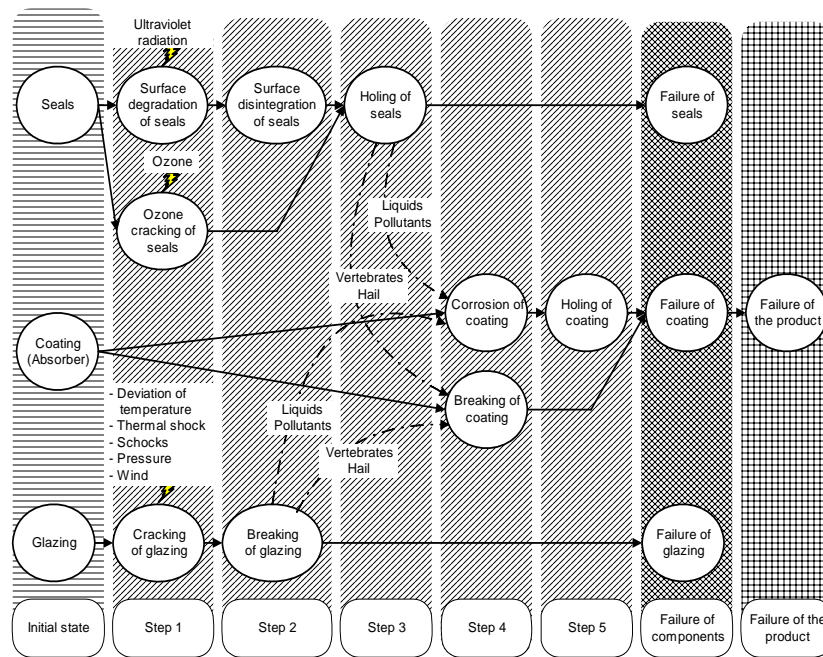 Ultraviolet
radiation
Seals
Surface
degradation
of seals
Surface
disintegration
of seals
Holing of
seals
Failure of
seals
Ozone
Ozone
cracking of
seals
Liquids
Pollutants
Vertebrates
Hail
Coating
(Absorber)
Corrosion of
coating
Holing of
coating
Failure of
coating
Failure of
the product
- Deviation of
temperature
- Thermal shock
- Schocks
- Pressure
- Wind
Liquids
Pollutants
Breaking of
coating
Vertebrates
Hail
Glazing
Cracking
of glazing
Breaking
of glazing
Failure of
glazing
Initial state
Step 1
Step 2
Step 3
Step 4
Step 5
Failure of
components
Failure of the
product